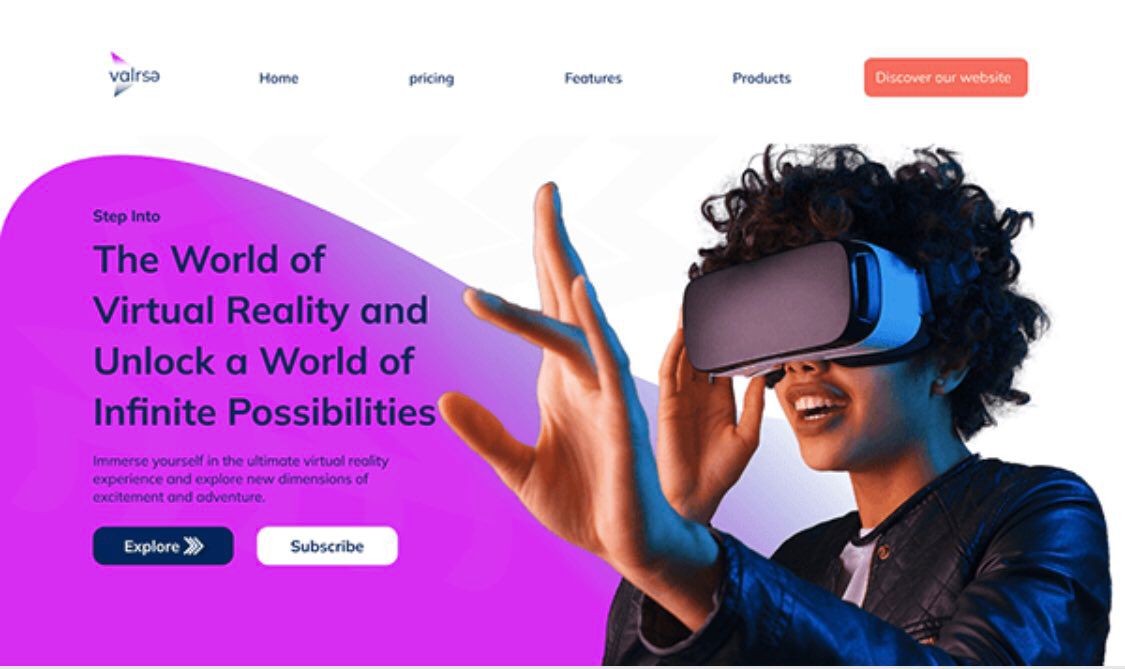 valrsə
Home
pricing
Features
Products
Discover our website
Step Into
The World of
Virtual Reality and
Unlock a World of
Infinite Possibilities
Immerse yourself in the ultimate virtual reality
experience and explore new dimensions of
excitement and adventure.
Explore
Subscribe